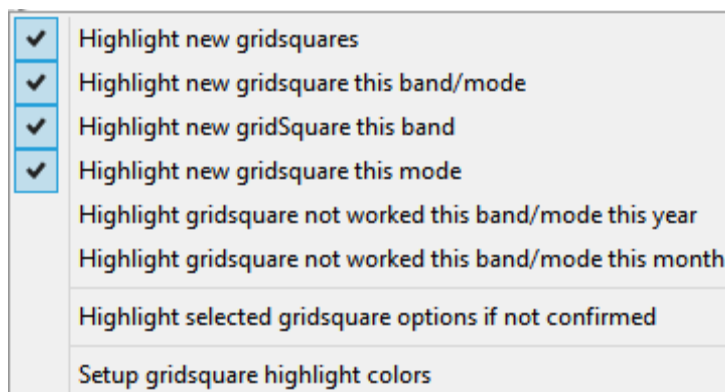 Highlight new gridsquares
Highlight new gridsquare this band/mode
Highlight new gridSquare this band
Highlight new gridsquare this mode
Highlight gridsquare not worked this band/mode this year
Highlight gridsquare not worked this band/mode this month
Highlight selected gridsquare options if not confirmed
Setup gridsquare highlight colors